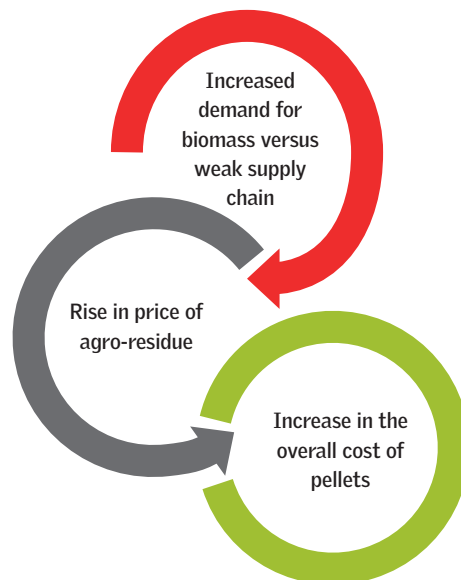 Increased
demand for
biomass versus
weak supply
chain
Rise in price of
agro-residue
Increase in the
overall cost of
pellets